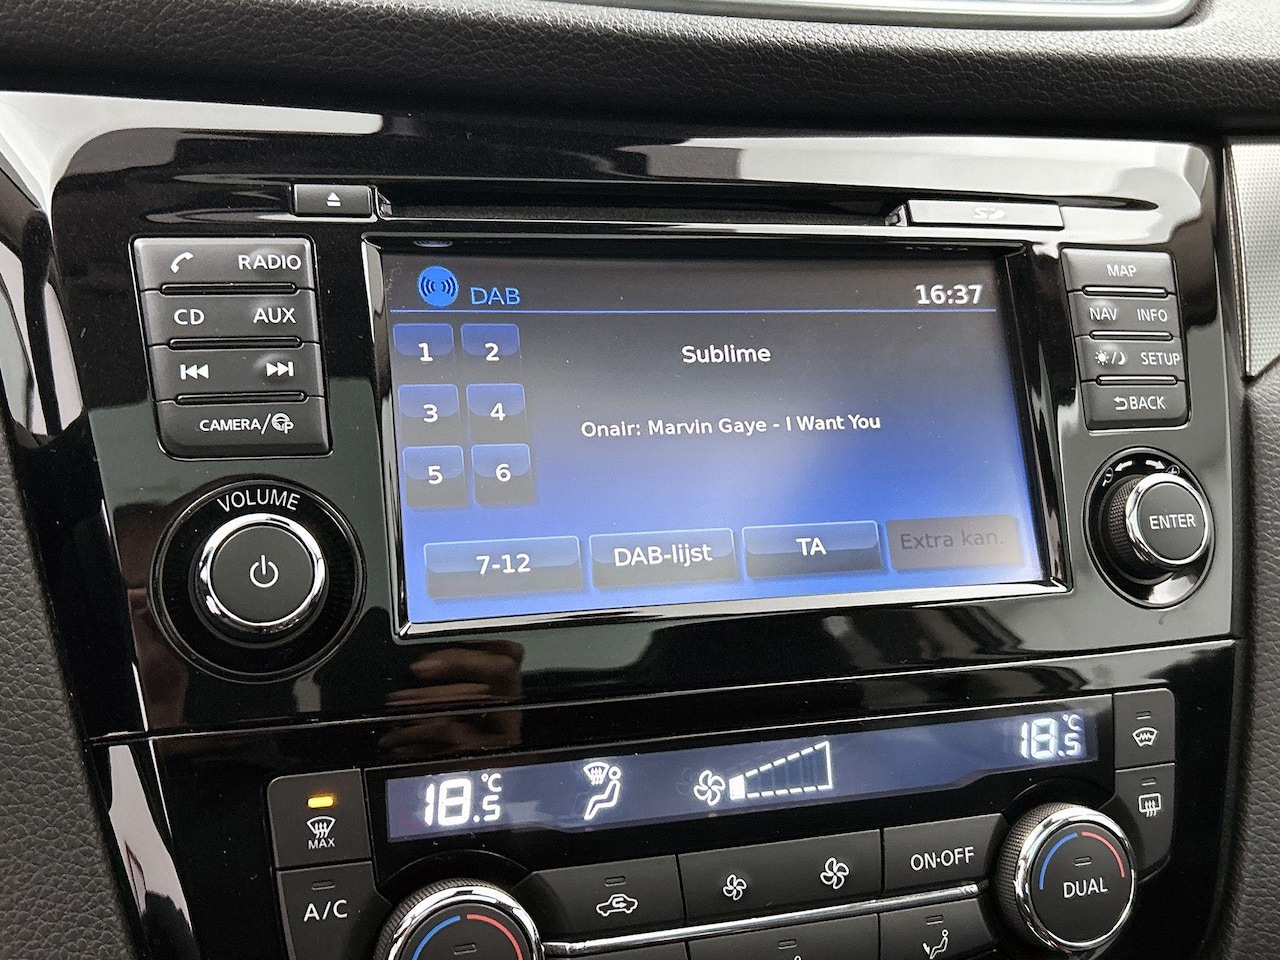 SD
RADIO
CD AUX
CAMERA/
VOLUME
DAB
16:37
1 2
3 4
5 6
Sublime
Onair: Marvin Gaye - I Want You
7-12 DAB-lijst TA Extra kan.
MAP
NAV INFO
SETUP
BACK
ENTER
18.5 °C
18.5 °C
MAX
A/C
ON·OFF
DUAL